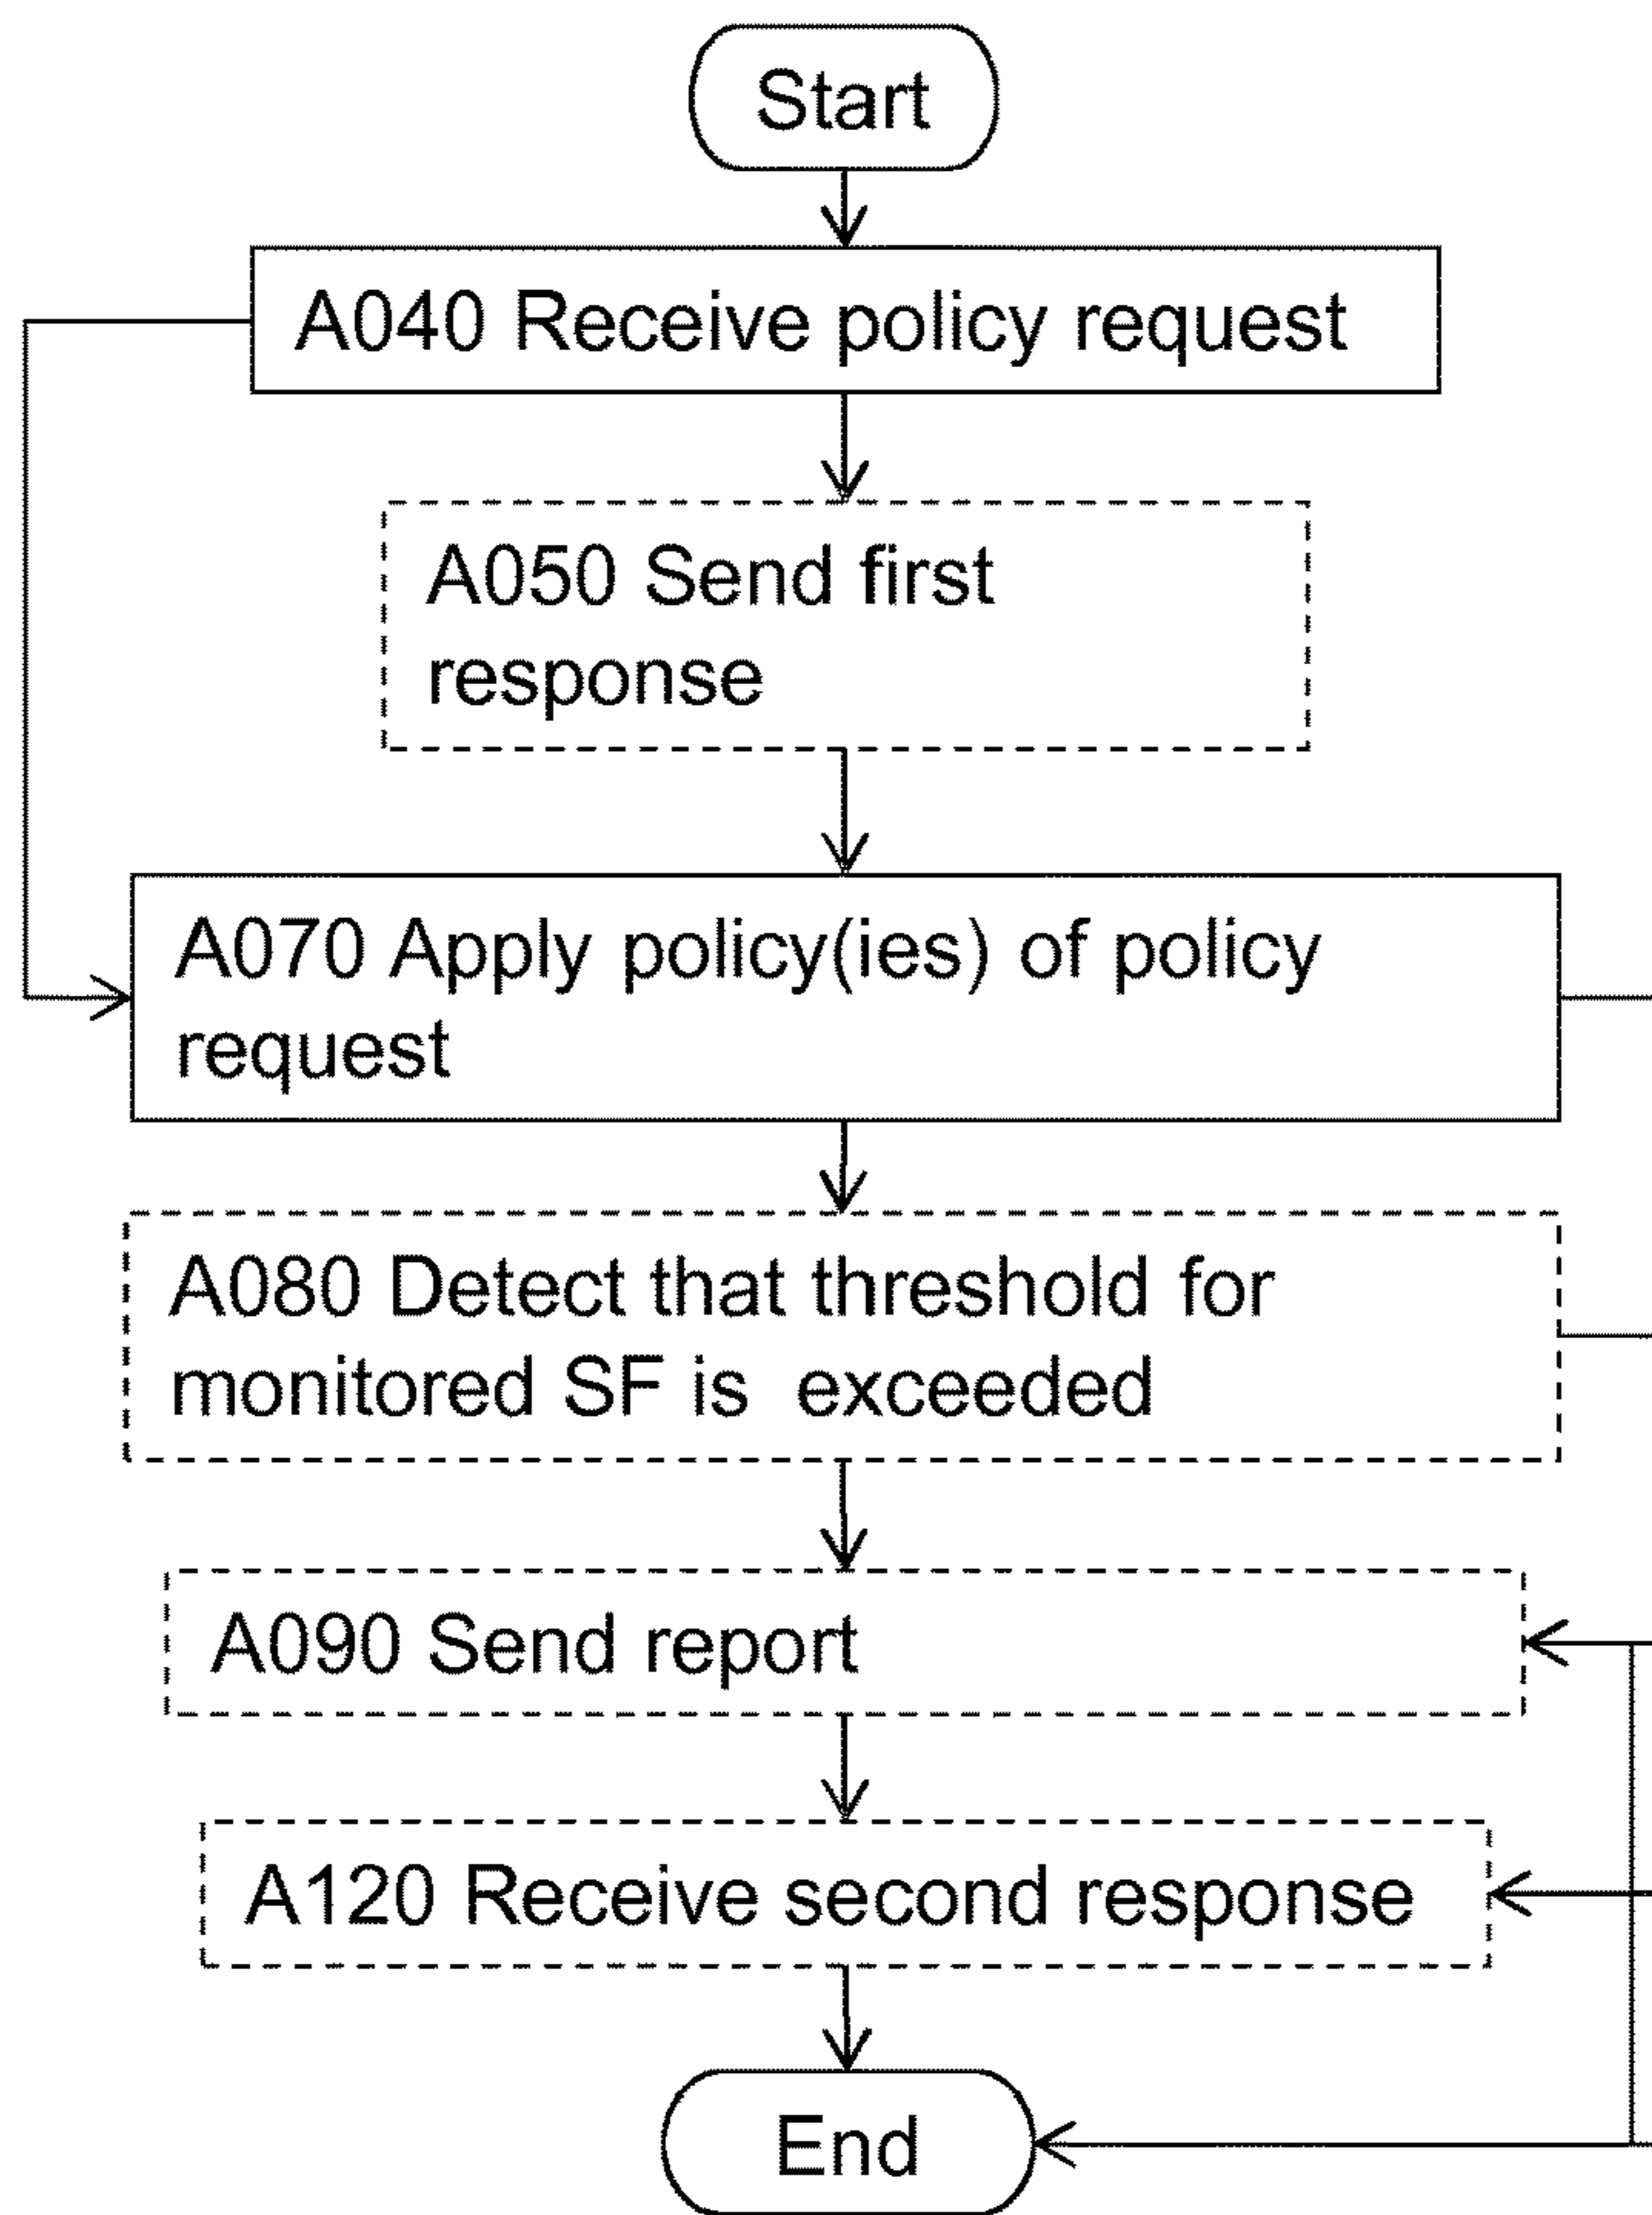 Start
A040 Receive policy request
A050 Send first
response
A070 Apply policy(ies) of policy
request
A080 Detect that threshold for
monitored SF is exceeded
A090 Send report
A120 Receive second response
End